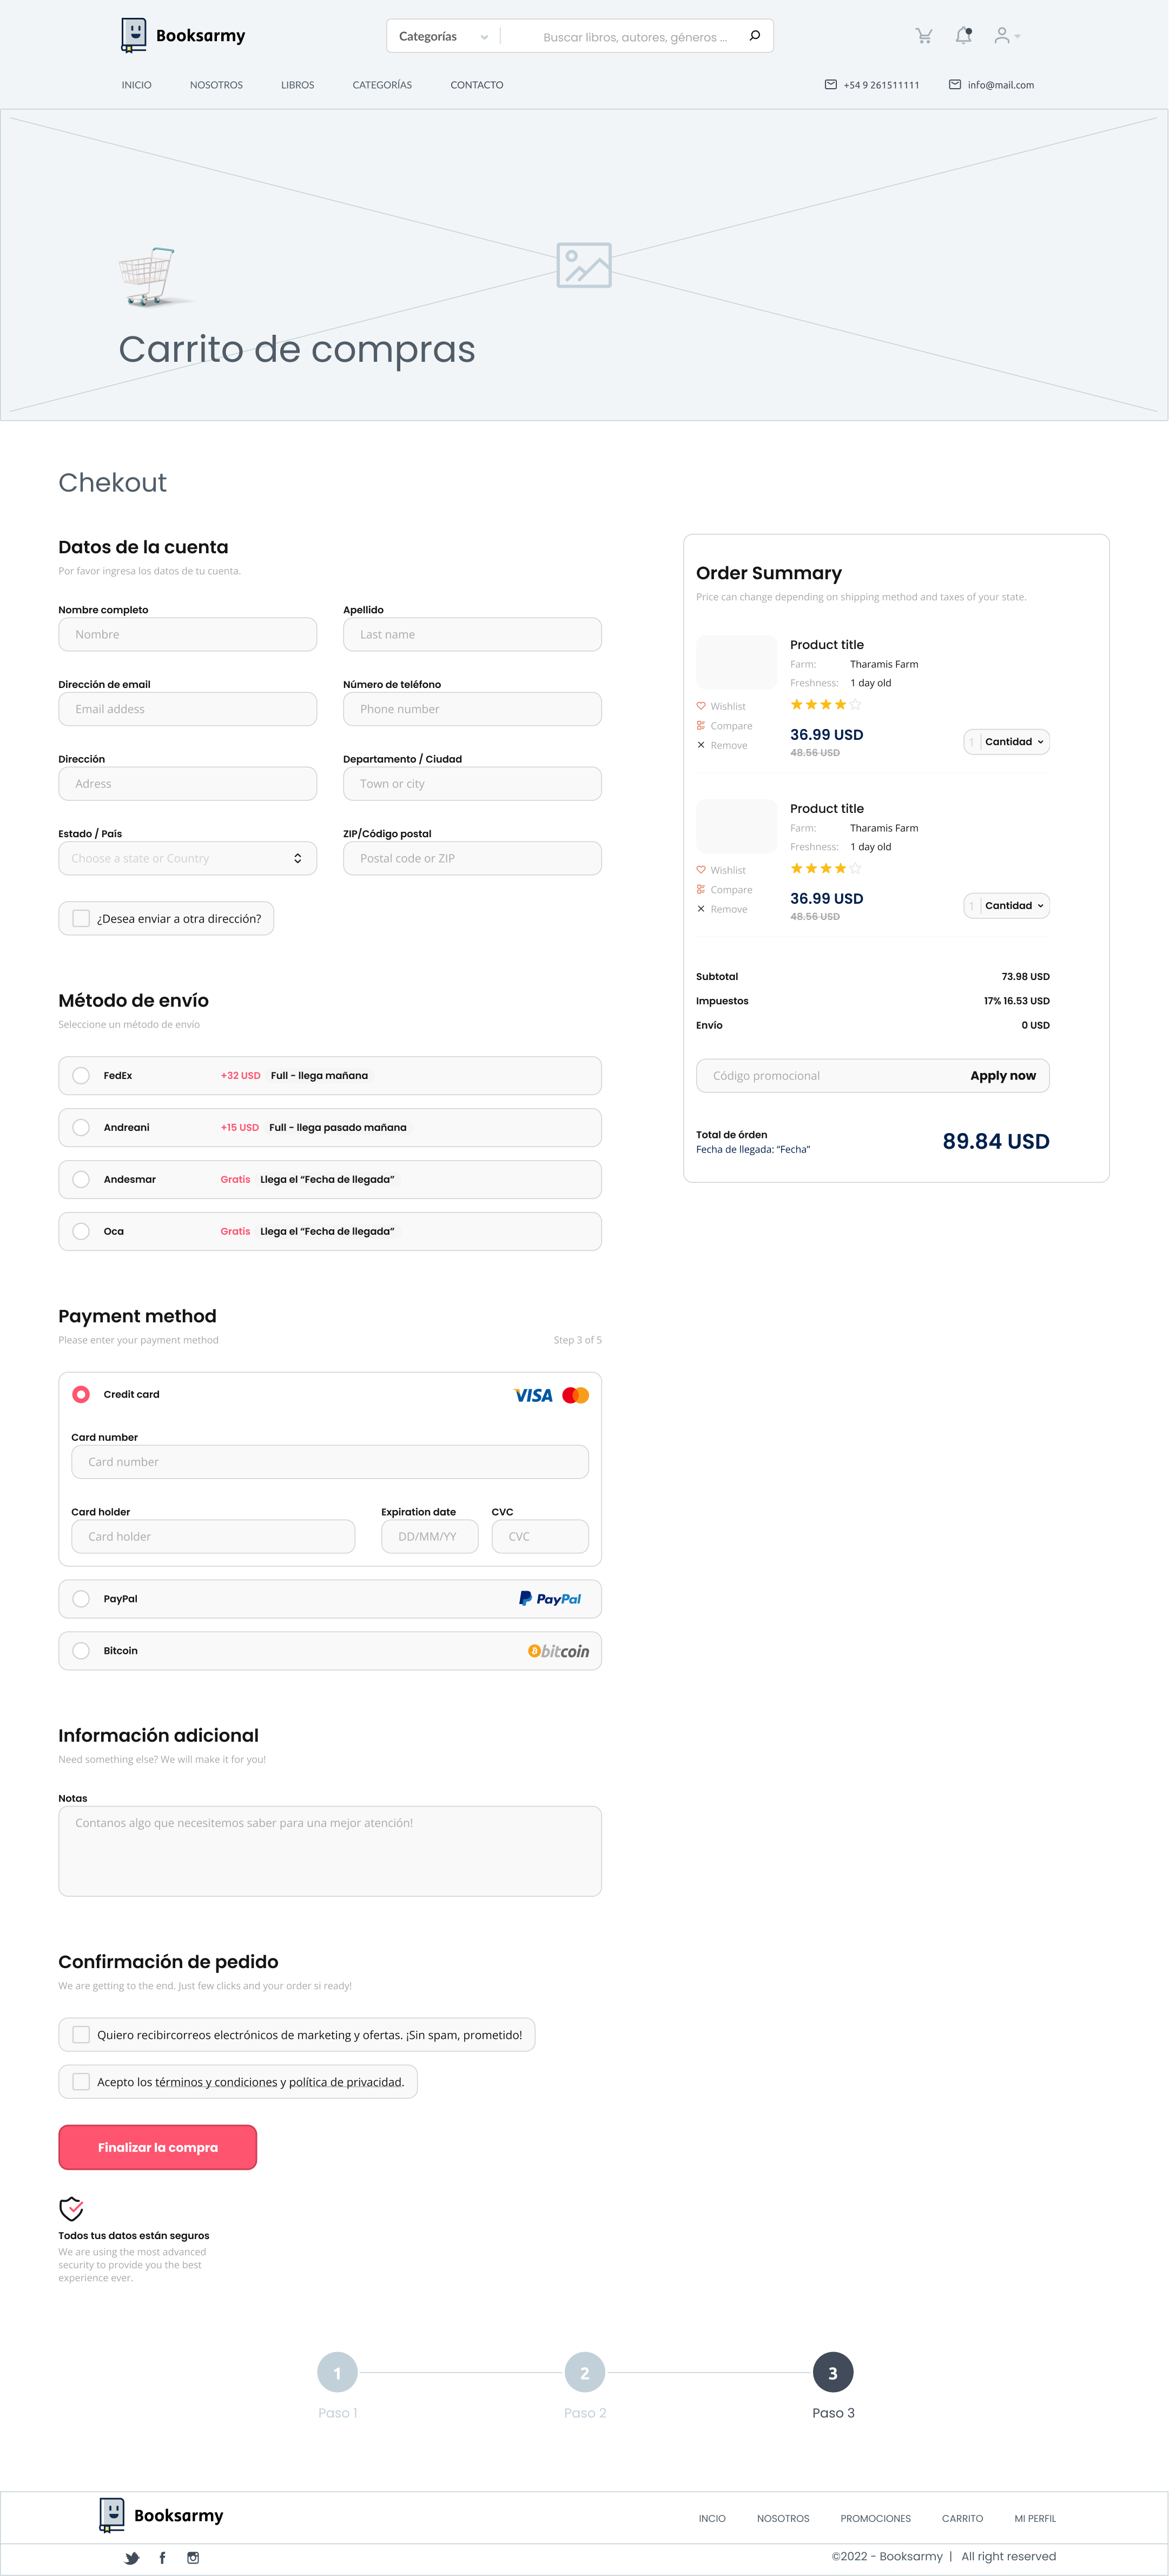 Booksarmy
Categorías
Buscar libros, autores, géneros ...
INICIO
NOSOTROS
LIBROS
CATEGORÍAS
CONTACTO
+54 9 261511111
info@mail.com
Carrito de compras
Chekout
Datos de la cuenta
Por favor ingresa los datos de tu cuenta.
Nombre completo
Apellido
Nombre
Last name
Dirección de email
Número de teléfono
Email addess
Phone number
Dirección
Departamento / Ciudad
Adress
Town or city
Estado / País
ZIP/Código postal
Choose a state or Country
Postal code or ZIP
¿Desea enviar a otra dirección?
Método de envío
Seleccione un método de envío
FedEx
+32 USD
Full - llega mañana
Andreani
+15 USD
Full - llega pasado mañana
Andesmar
Gratis
Llega el “Fecha de llegada”
Oca
Gratis
Llega el “Fecha de llegada”
Payment method
Please enter your payment method
Step 3 of 5
Credit card
VISA
Card number
Card number
Card holder
Expiration date
CVC
Card holder
DD/MM/YY
CVC
PayPal
PayPal
Bitcoin
bitcoin
Información adicional
Need something else? We will make it for you!
Notas
Contanos algo que necesitemos saber para una mejor atención!
Confirmación de pedido
We are getting to the end. Just few clicks and your order si ready!
Quiero recibircorreos electrónicos de marketing y ofertas. ¡Sin spam, prometido!
Acepto los términos y condiciones y política de privacidad.
Finalizar la compra
Todos tus datos están seguros
We are using the most advanced
security to provide you the best
experience ever.
Order Summary
Price can change depending on shipping method and taxes of your state.
Product title
Farm:
Tharamis Farm
Freshness:
1 day old
Wishlist
Compare
Remove
36.99 USD
48.56 USD
1
Cantidad
Product title
Farm:
Tharamis Farm
Freshness:
1 day old
Wishlist
Compare
Remove
36.99 USD
48.56 USD
1
Cantidad
Subtotal
73.98 USD
Impuestos
17% 16.53 USD
Envío
0 USD
Código promocional
Apply now
Total de órden
Fecha de llegada: “Fecha”
89.84 USD
1
2
3
Paso 1
Paso 2
Paso 3
Booksarmy
INCIO
NOSOTROS
PROMOCIONES
CARRITO
MI PERFIL
©2022 - Booksarmy | All right reserved